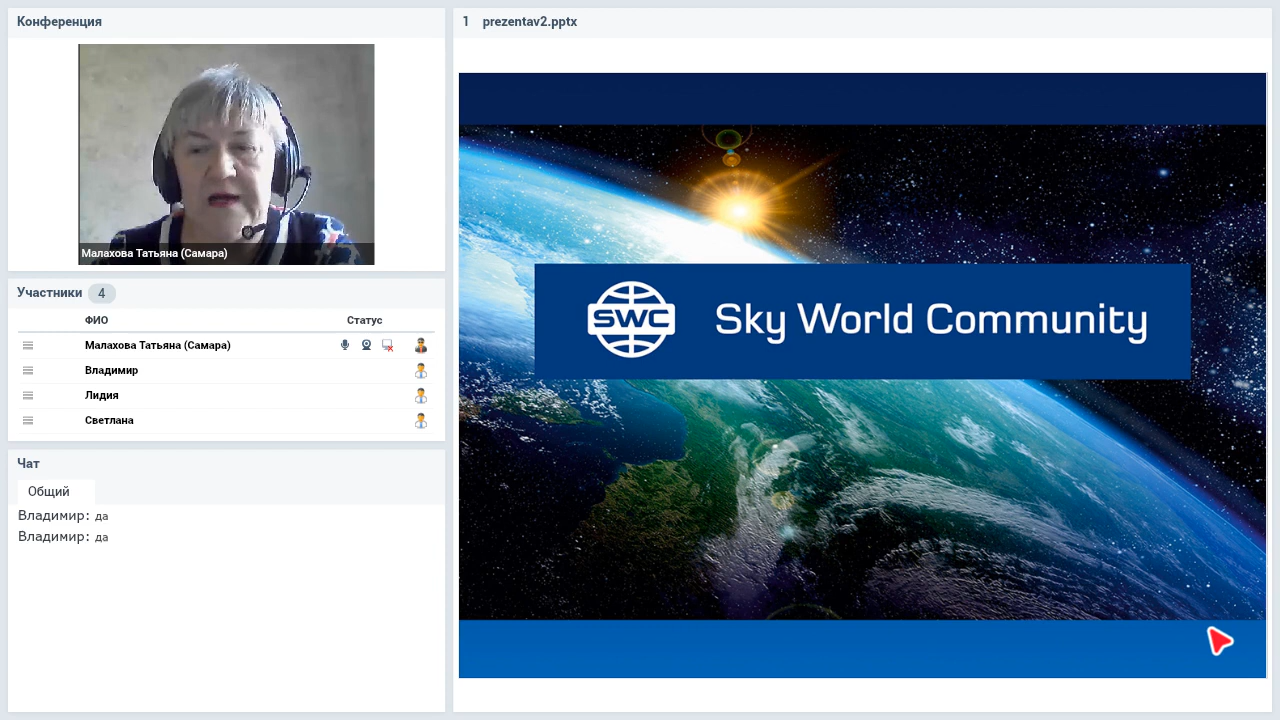 Конференция
Малахова Татьяна (Самара)
Участники 4
ФИО Статус
Малахова Татьяна (Самара)
Владимир
Лидия
Светлана
Чат
Общий
Владимир: да
Владимир: да
1 prezentav2.pptx
SWC Sky World Community